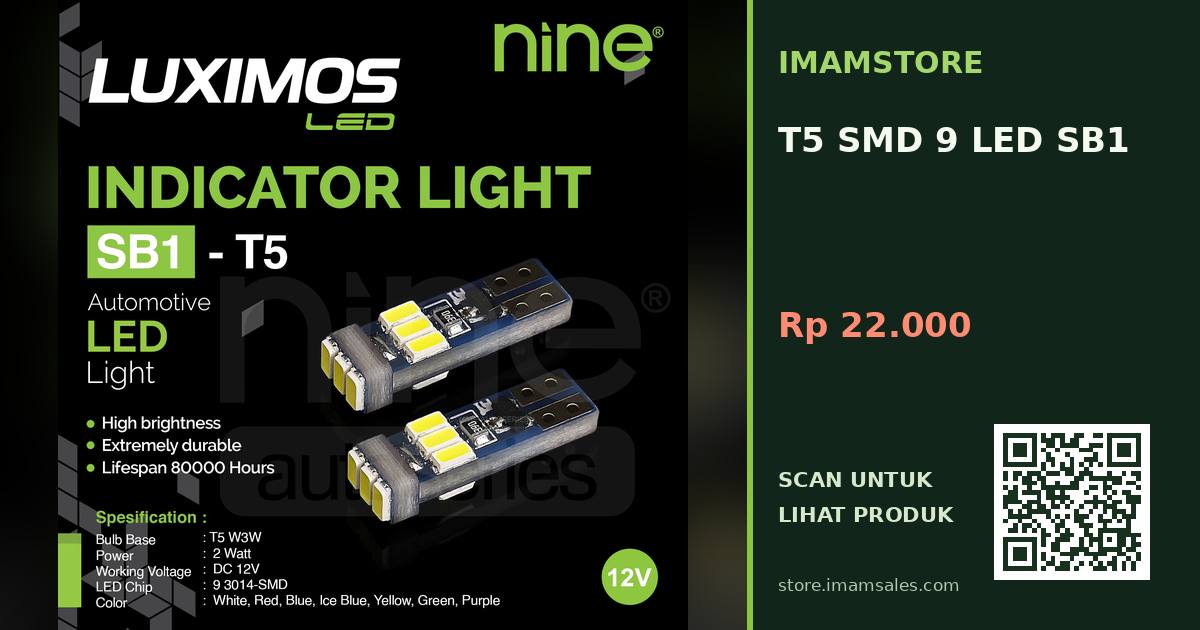 nine®
LUXIMOS
LED
INDICATOR LIGHT
SB1 - T5
Automotive
LED
Light
High brightness
Extremely durable
Lifespan 80000 Hours
Spesification :
Bulb Base : T5 W3W
Power : 2 Watt
Working Voltage : DC 12V
LED Chip : 9 3014-SMD
Color : White, Red, Blue, Ice Blue, Yellow, Green, Purple
12V
nine®
IMAMSTORE
T5 SMD 9 LED SB1
Rp 22.000
SCAN UNTUK
LIHAT PRODUK
store.imamsales.com